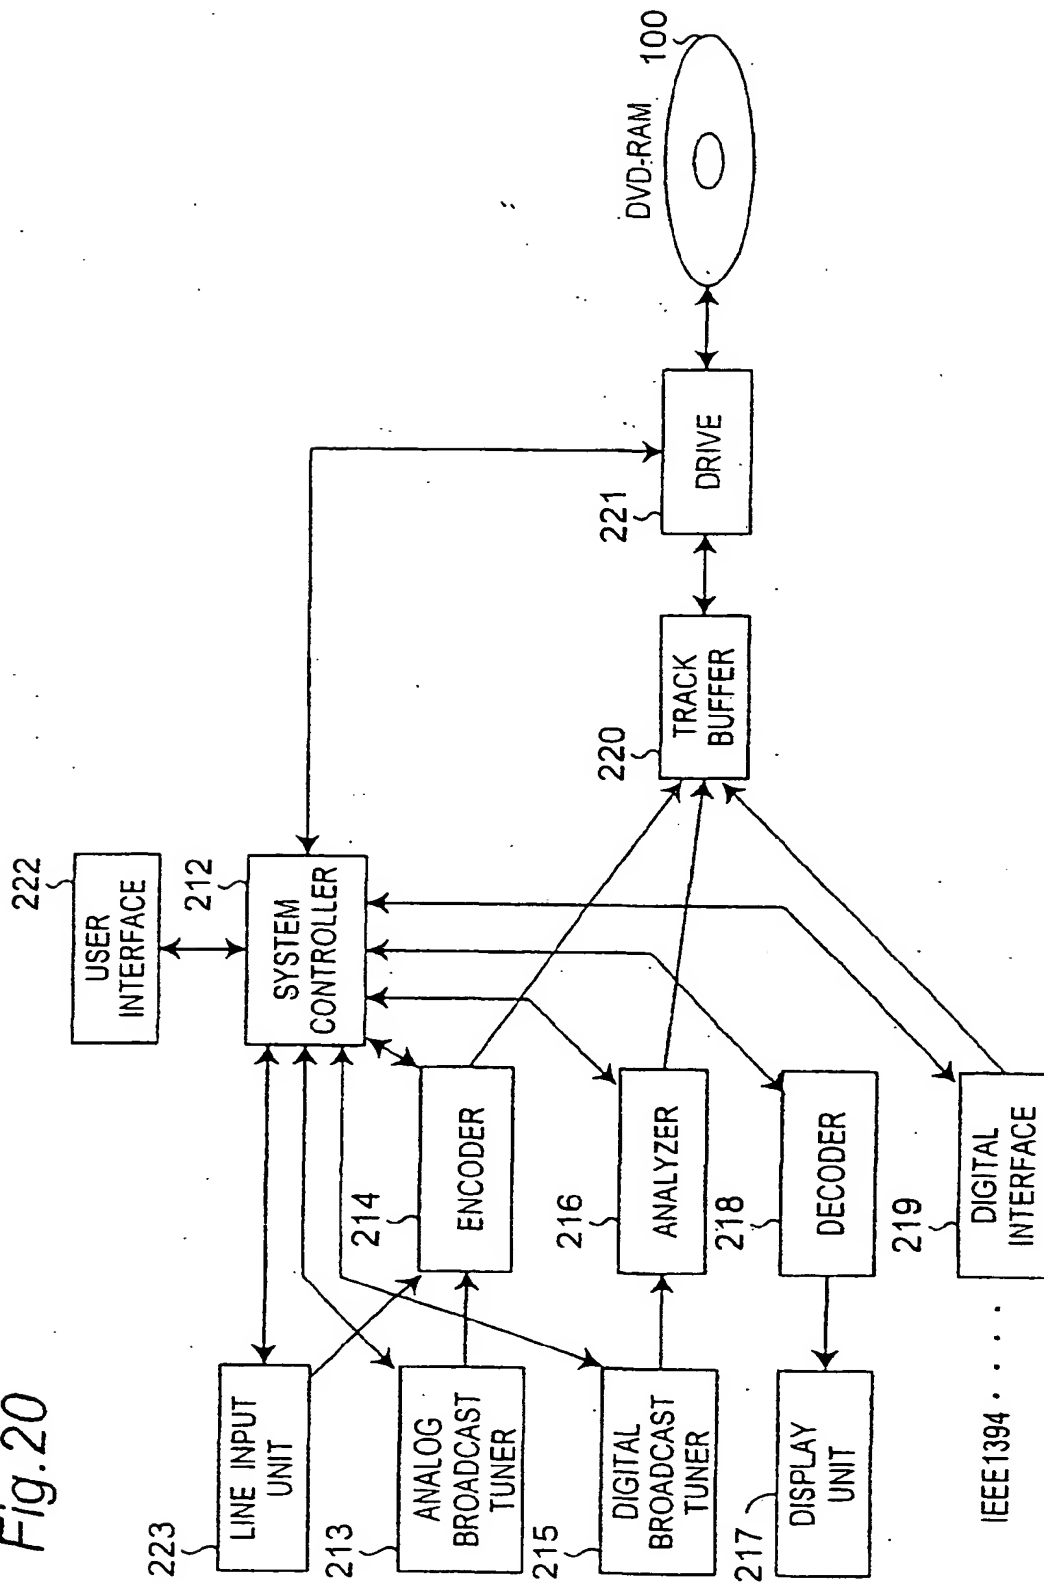 Fig.20
222
USER
INTERFACE
212
SYSTEM
CONTROLLER
223
LINE INPUT
UNIT
213
ANALOG
BROADCAST
TUNER
214
ENCODER
215
DIGITAL
BROADCAST
TUNER
216
ANALYZER
217
DISPLAY
UNIT
218
DECODER
219
DIGITAL
INTERFACE
IEEE1394 · · · ·
220
TRACK
BUFFER
221
DRIVE
DVD-RAM
100